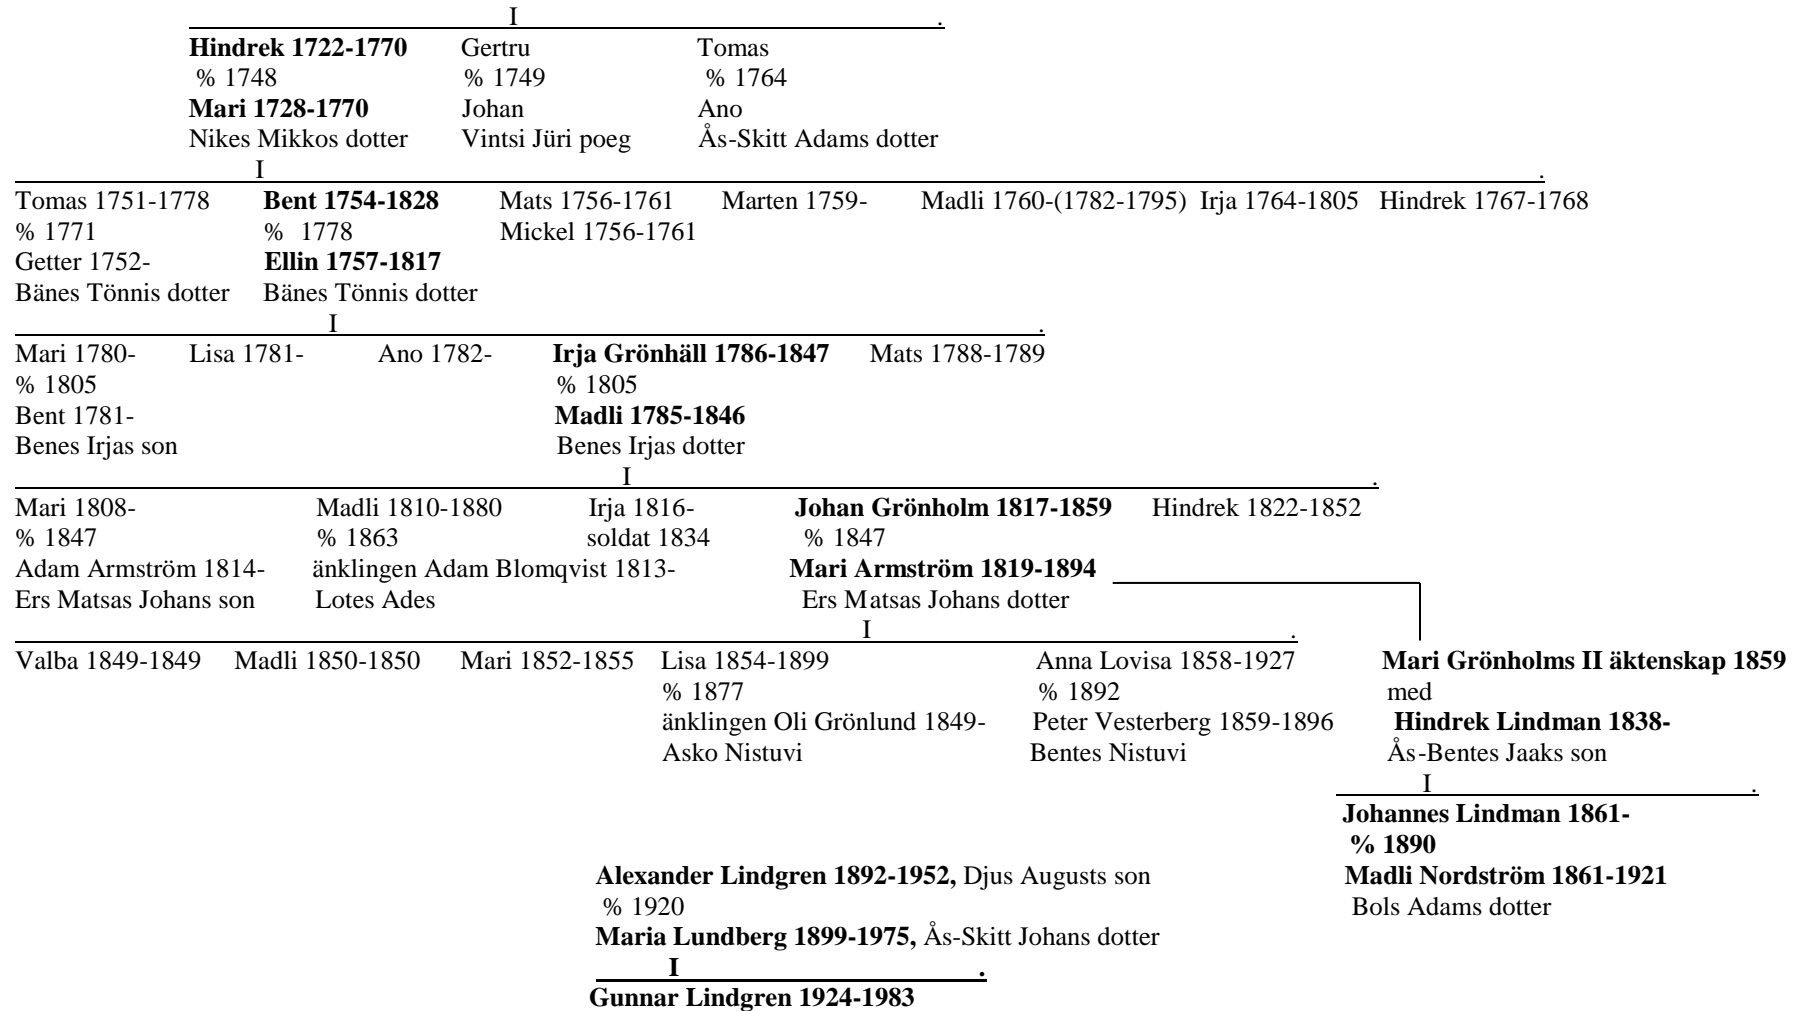 I .
Hindrek 1722-1770 Gertru Tomas
% 1748 % 1749 % 1764
Mari 1728-1770 Johan Ano
Nikes Mikkos dotter Vintsi Jüri poeg Ås-Skitt Adams dotter
I .
Tomas 1751-1778 Bent 1754-1828 Mats 1756-1761 Marten 1759- Madli 1760-(1782-1795) Irja 1764-1805 Hindrek 1767-1768
% 1771 % 1778 Mickel 1756-1761
Getter 1752- Ellin 1757-1817
Bänes Tönnis dotter Bänes Tönnis dotter
I .
Mari 1780- Lisa 1781- Ano 1782- Irja Grönhäll 1786-1847 Mats 1788-1789
% 1805 % 1805
Bent 1781- Madli 1785-1846
Benes Irjas son Benes Irjas dotter
I .
Mari 1808- Madli 1810-1880 Irja 1816- Johan Grönholm 1817-1859 Hindrek 1822-1852
% 1847 % 1863 soldat 1834 % 1847
Adam Armström 1814- änklingen Adam Blomqvist 1813- Mari Armström 1819-1894
Ers Matsas Johans son Lotes Ades Ers Matsas Johans dotter
I .
Valba 1849-1849 Madli 1850-1850 Mari 1852-1855 Lisa 1854-1899 Anna Lovisa 1858-1927 Mari Grönholms II äktenskap 1859
% 1877 % 1892 med
änklingen Oli Grönlund 1849- Peter Vesterberg 1859-1896 Hindrek Lindman 1838-
Asko Nistuvi Bentes Nistuvi Ås-Bentes Jaaks son
I .
Johannes Lindman 1861-
% 1890
Alexander Lindgren 1892-1952, Djus Augusts son Madli Nordström 1861-1921
% 1920 Bols Adams dotter
Maria Lundberg 1899-1975, Ås-Skitt Johans dotter
I .
Gunnar Lindgren 1924-1983